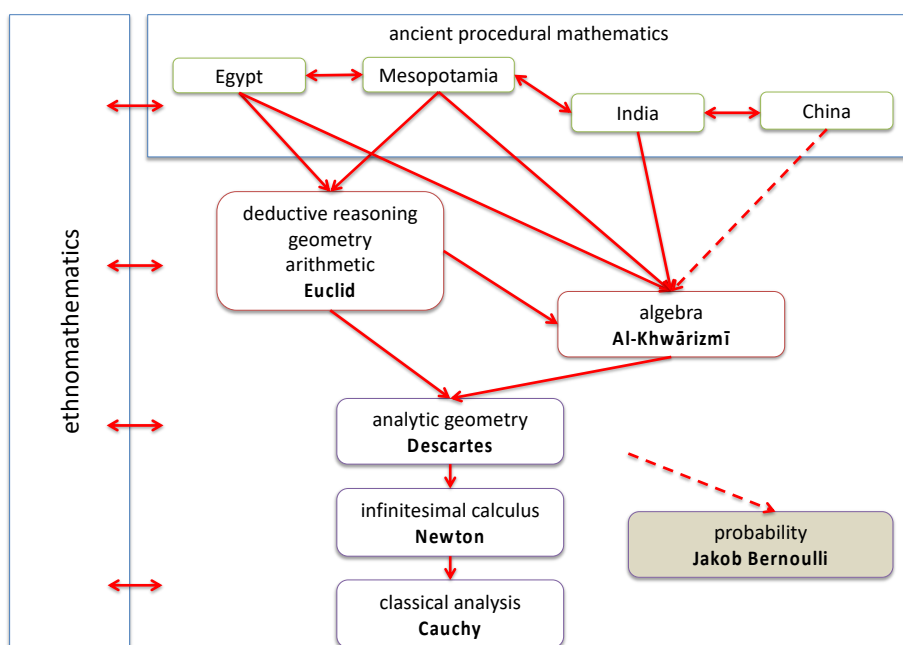 ethnomathematics
ancient procedural mathematics
Egypt
Mesopotamia
India
China
deductive reasoning
geometry
arithmetic
Euclid
algebra
Al-Khwārizmī
analytic geometry
Descartes
infinitesimal calculus
Newton
probability
Jakob Bernoulli
classical analysis
Cauchy